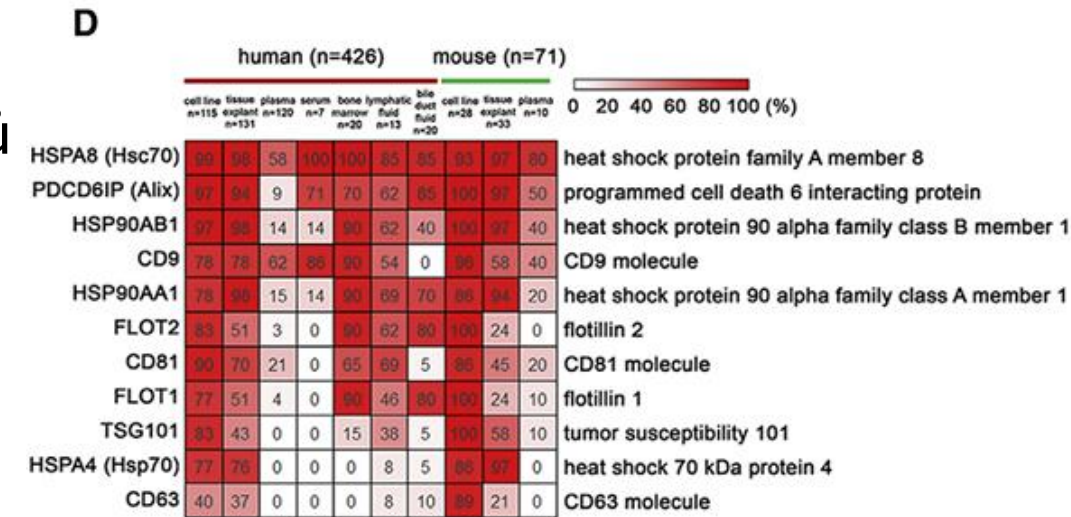 D
human (n=426) mouse (n=71)
cell line n=115 tissue explant n=131 plasma n=120 serum n=7 bone marrow n=20 lymphatic fluid n=13 bile duct fluid n=20 cell line n=28 tissue explant n=33 plasma n=10
0 20 40 60 80 100 (%)
HSPA8 (Hsc70) 99 98 58 100 100 85 85 93 97 80 heat shock protein family A member 8
PDCD6IP (Alix) 97 94 9 71 70 62 85 100 97 50 programmed cell death 6 interacting protein
HSP90AB1 97 98 14 14 90 62 40 100 97 40 heat shock protein 90 alpha family class B member 1
CD9 78 78 62 86 90 54 0 96 58 40 CD9 molecule
HSP90AA1 78 98 15 14 90 69 70 86 94 20 heat shock protein 90 alpha family class A member 1
FLOT2 83 51 3 0 90 62 80 100 24 0 flotillin 2
CD81 90 70 21 0 65 69 5 86 45 20 CD81 molecule
FLOT1 77 51 4 0 90 46 80 100 24 10 flotillin 1
TSG101 83 43 0 0 15 38 5 100 58 10 tumor susceptibility 101
HSPA4 (Hsp70) 77 76 0 0 0 8 5 86 97 0 heat shock 70 kDa protein 4
CD63 40 37 0 0 0 8 10 89 21 0 CD63 molecule